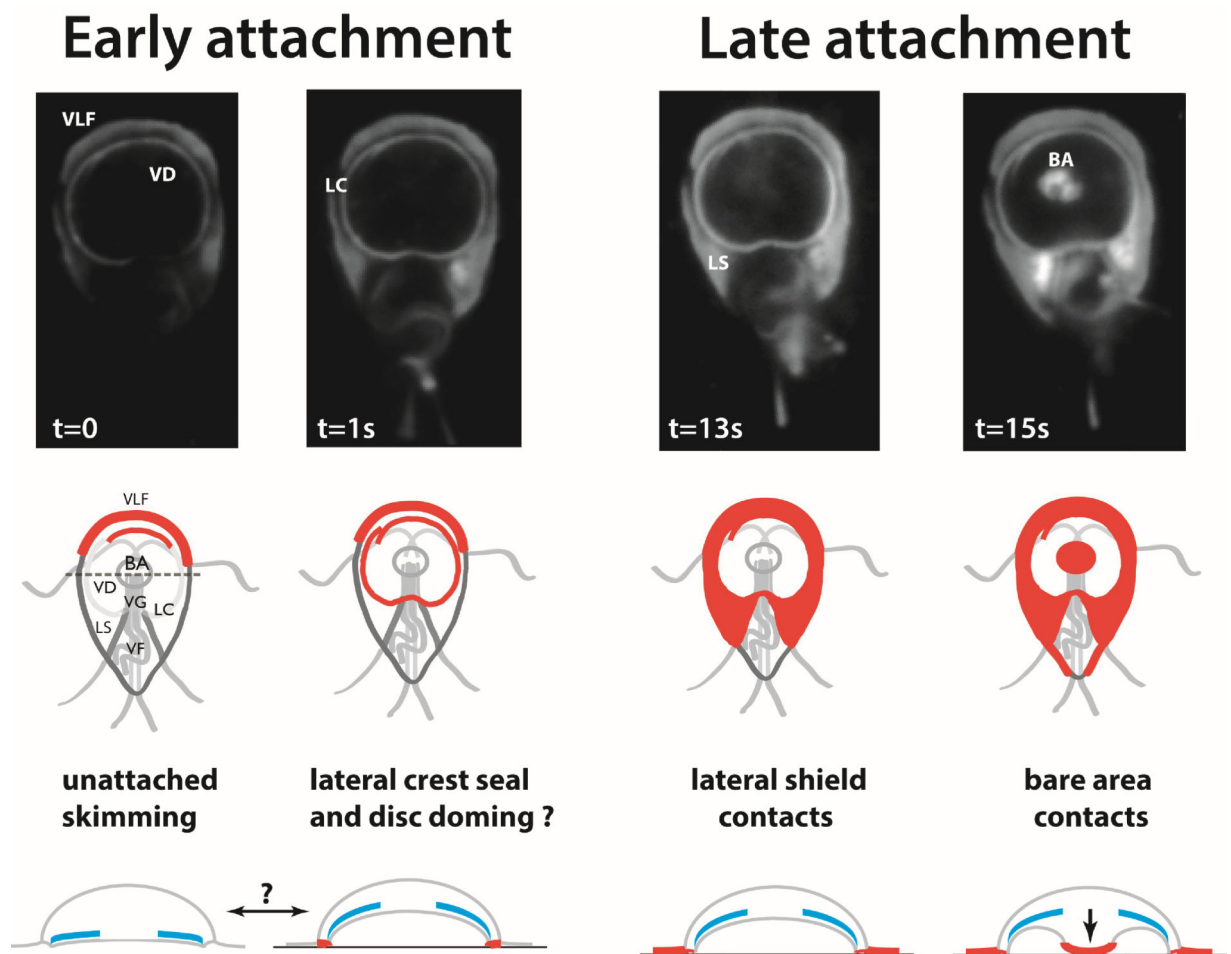 Early attachment
Late attachment
VLF
VD
t=0
LC
t=1s
LS
t=13s
BA
t=15s
VLF
BA
VD
VG
LC
LS
VF
unattached
skimming
lateral crest seal
and disc doming ?
lateral shield
contacts
bare area
contacts
?